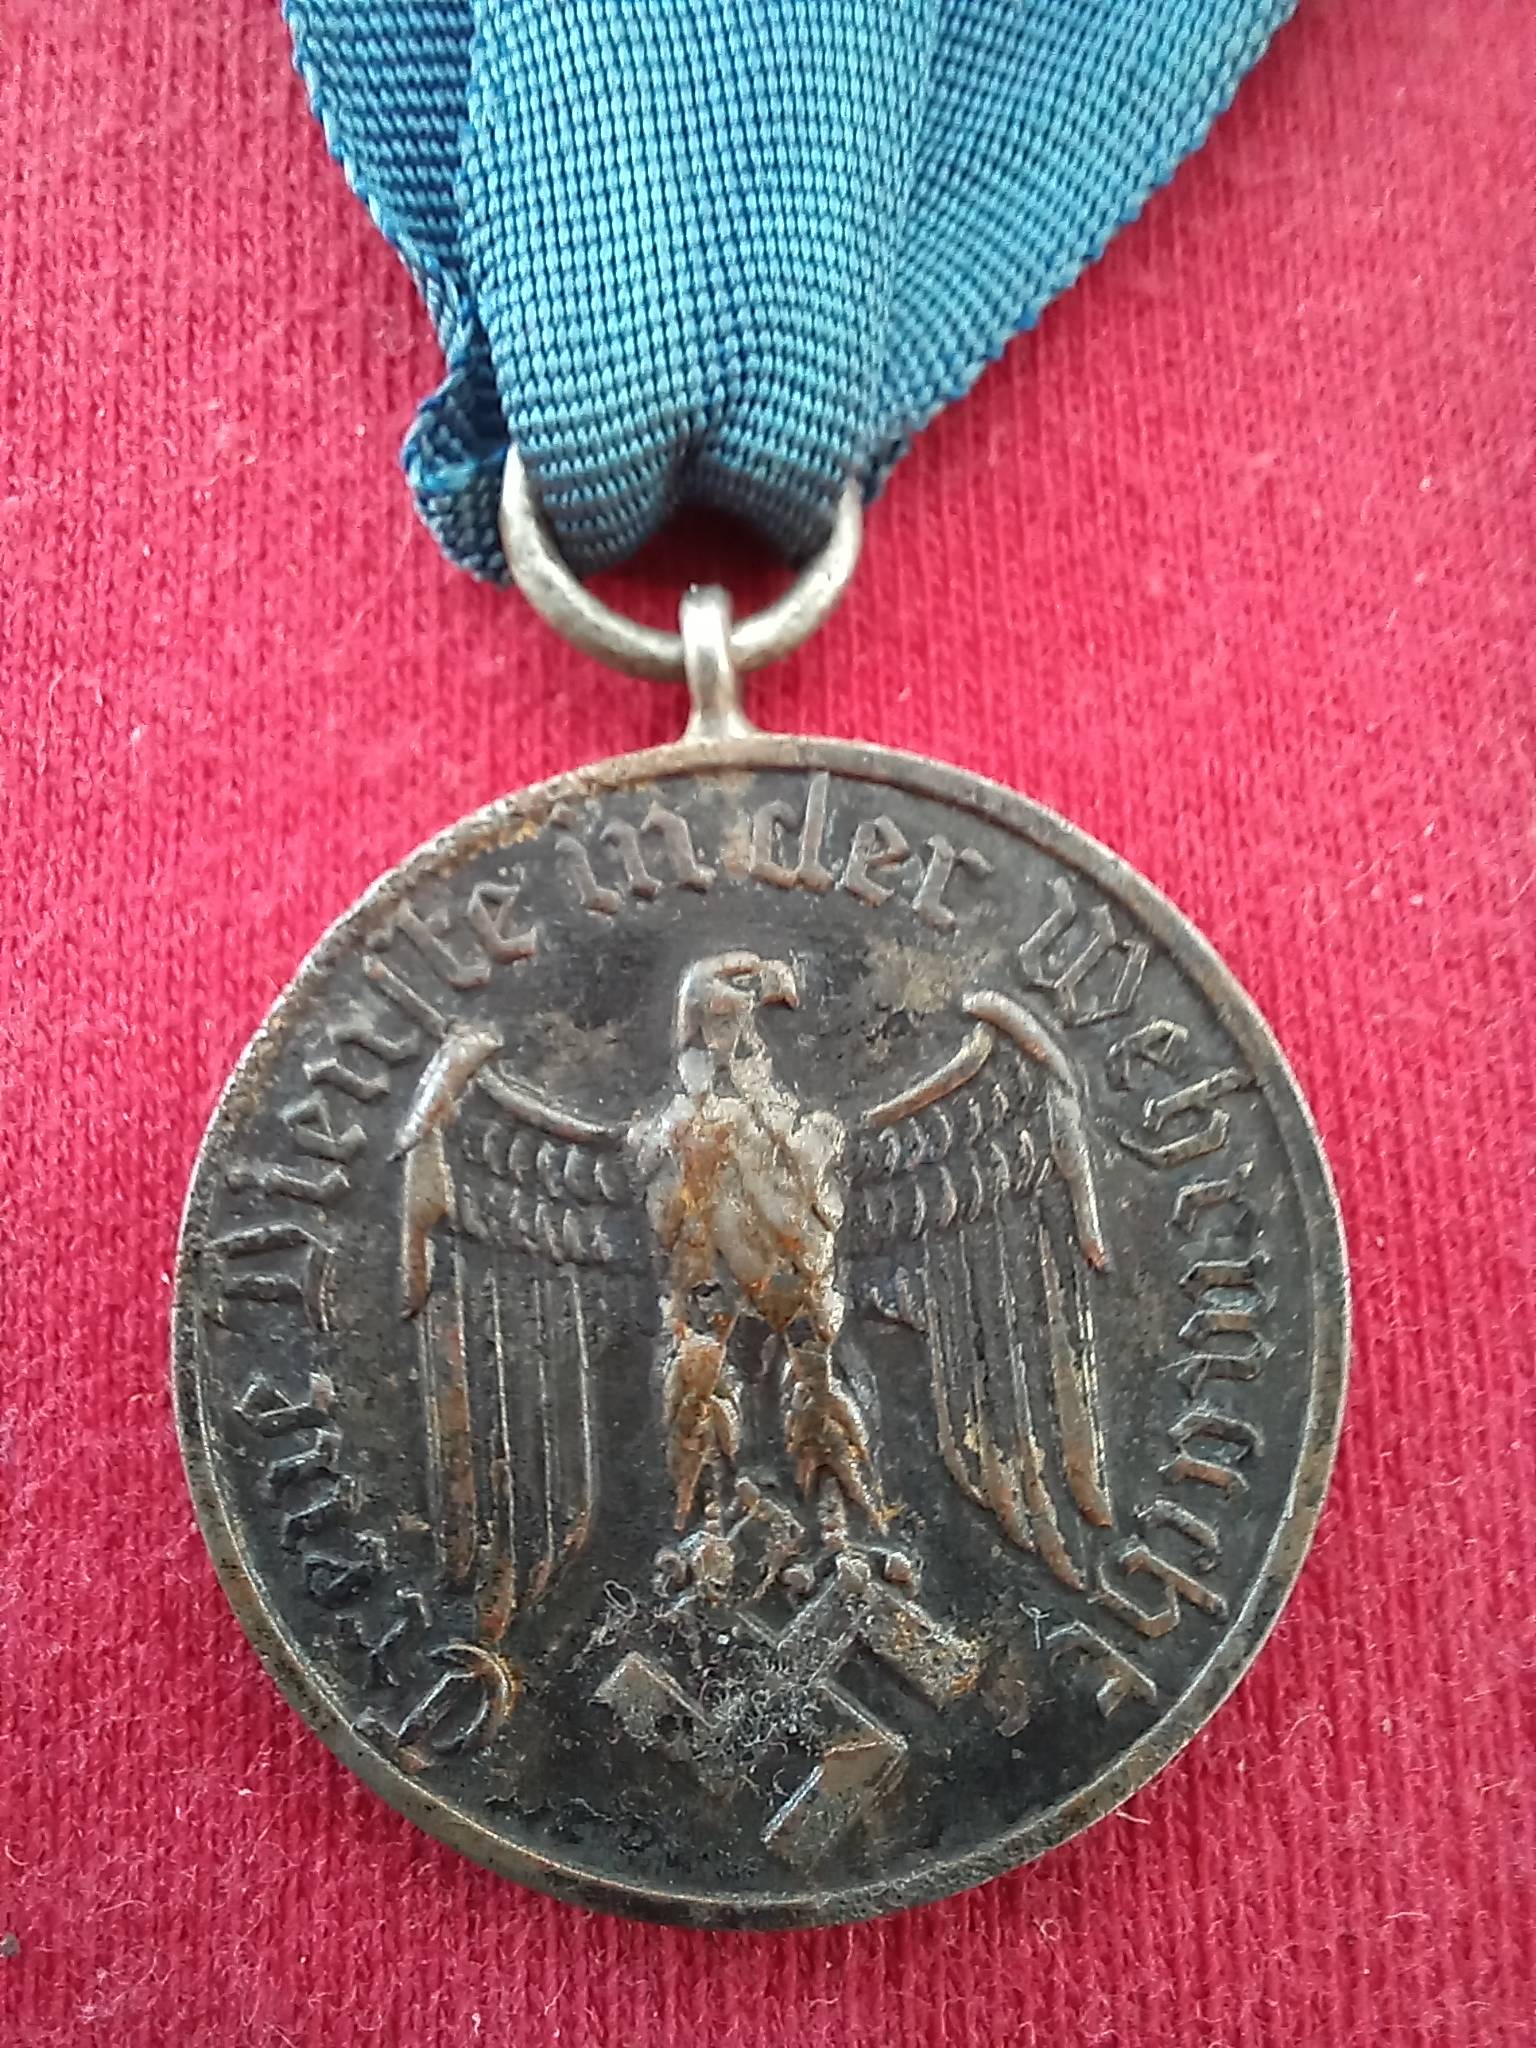 Treue Dienste in der Wehrmacht